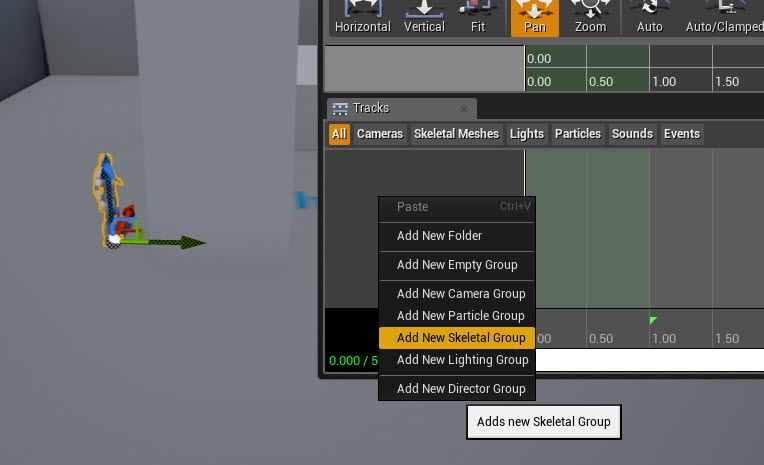 Horizontal Vertical Fit Pan Zoom Auto Auto/Clamped
0.00
0.00 0.50 1.00 1.50
Tracks
All Cameras Skeletal Meshes Lights Particles Sounds Events
Paste Ctrl+V
Add New Folder
Add New Empty Group
Add New Camera Group
Add New Particle Group
Add New Skeletal Group
Add New Lighting Group
Add New Director Group
.00 0.50 1.00 1.50
0.000 / 5
Adds new Skeletal Group